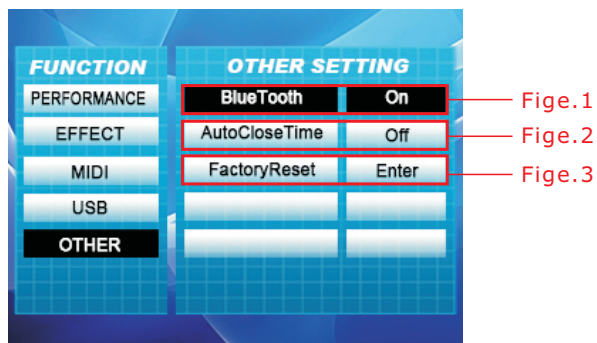 FUNCTION
PERFORMANCE
EFFECT
MIDI
USB
OTHER
OTHER SETTING
BlueTooth On
AutoCloseTime Off
FactoryReset Enter
Fige.1
Fige.2
Fige.3